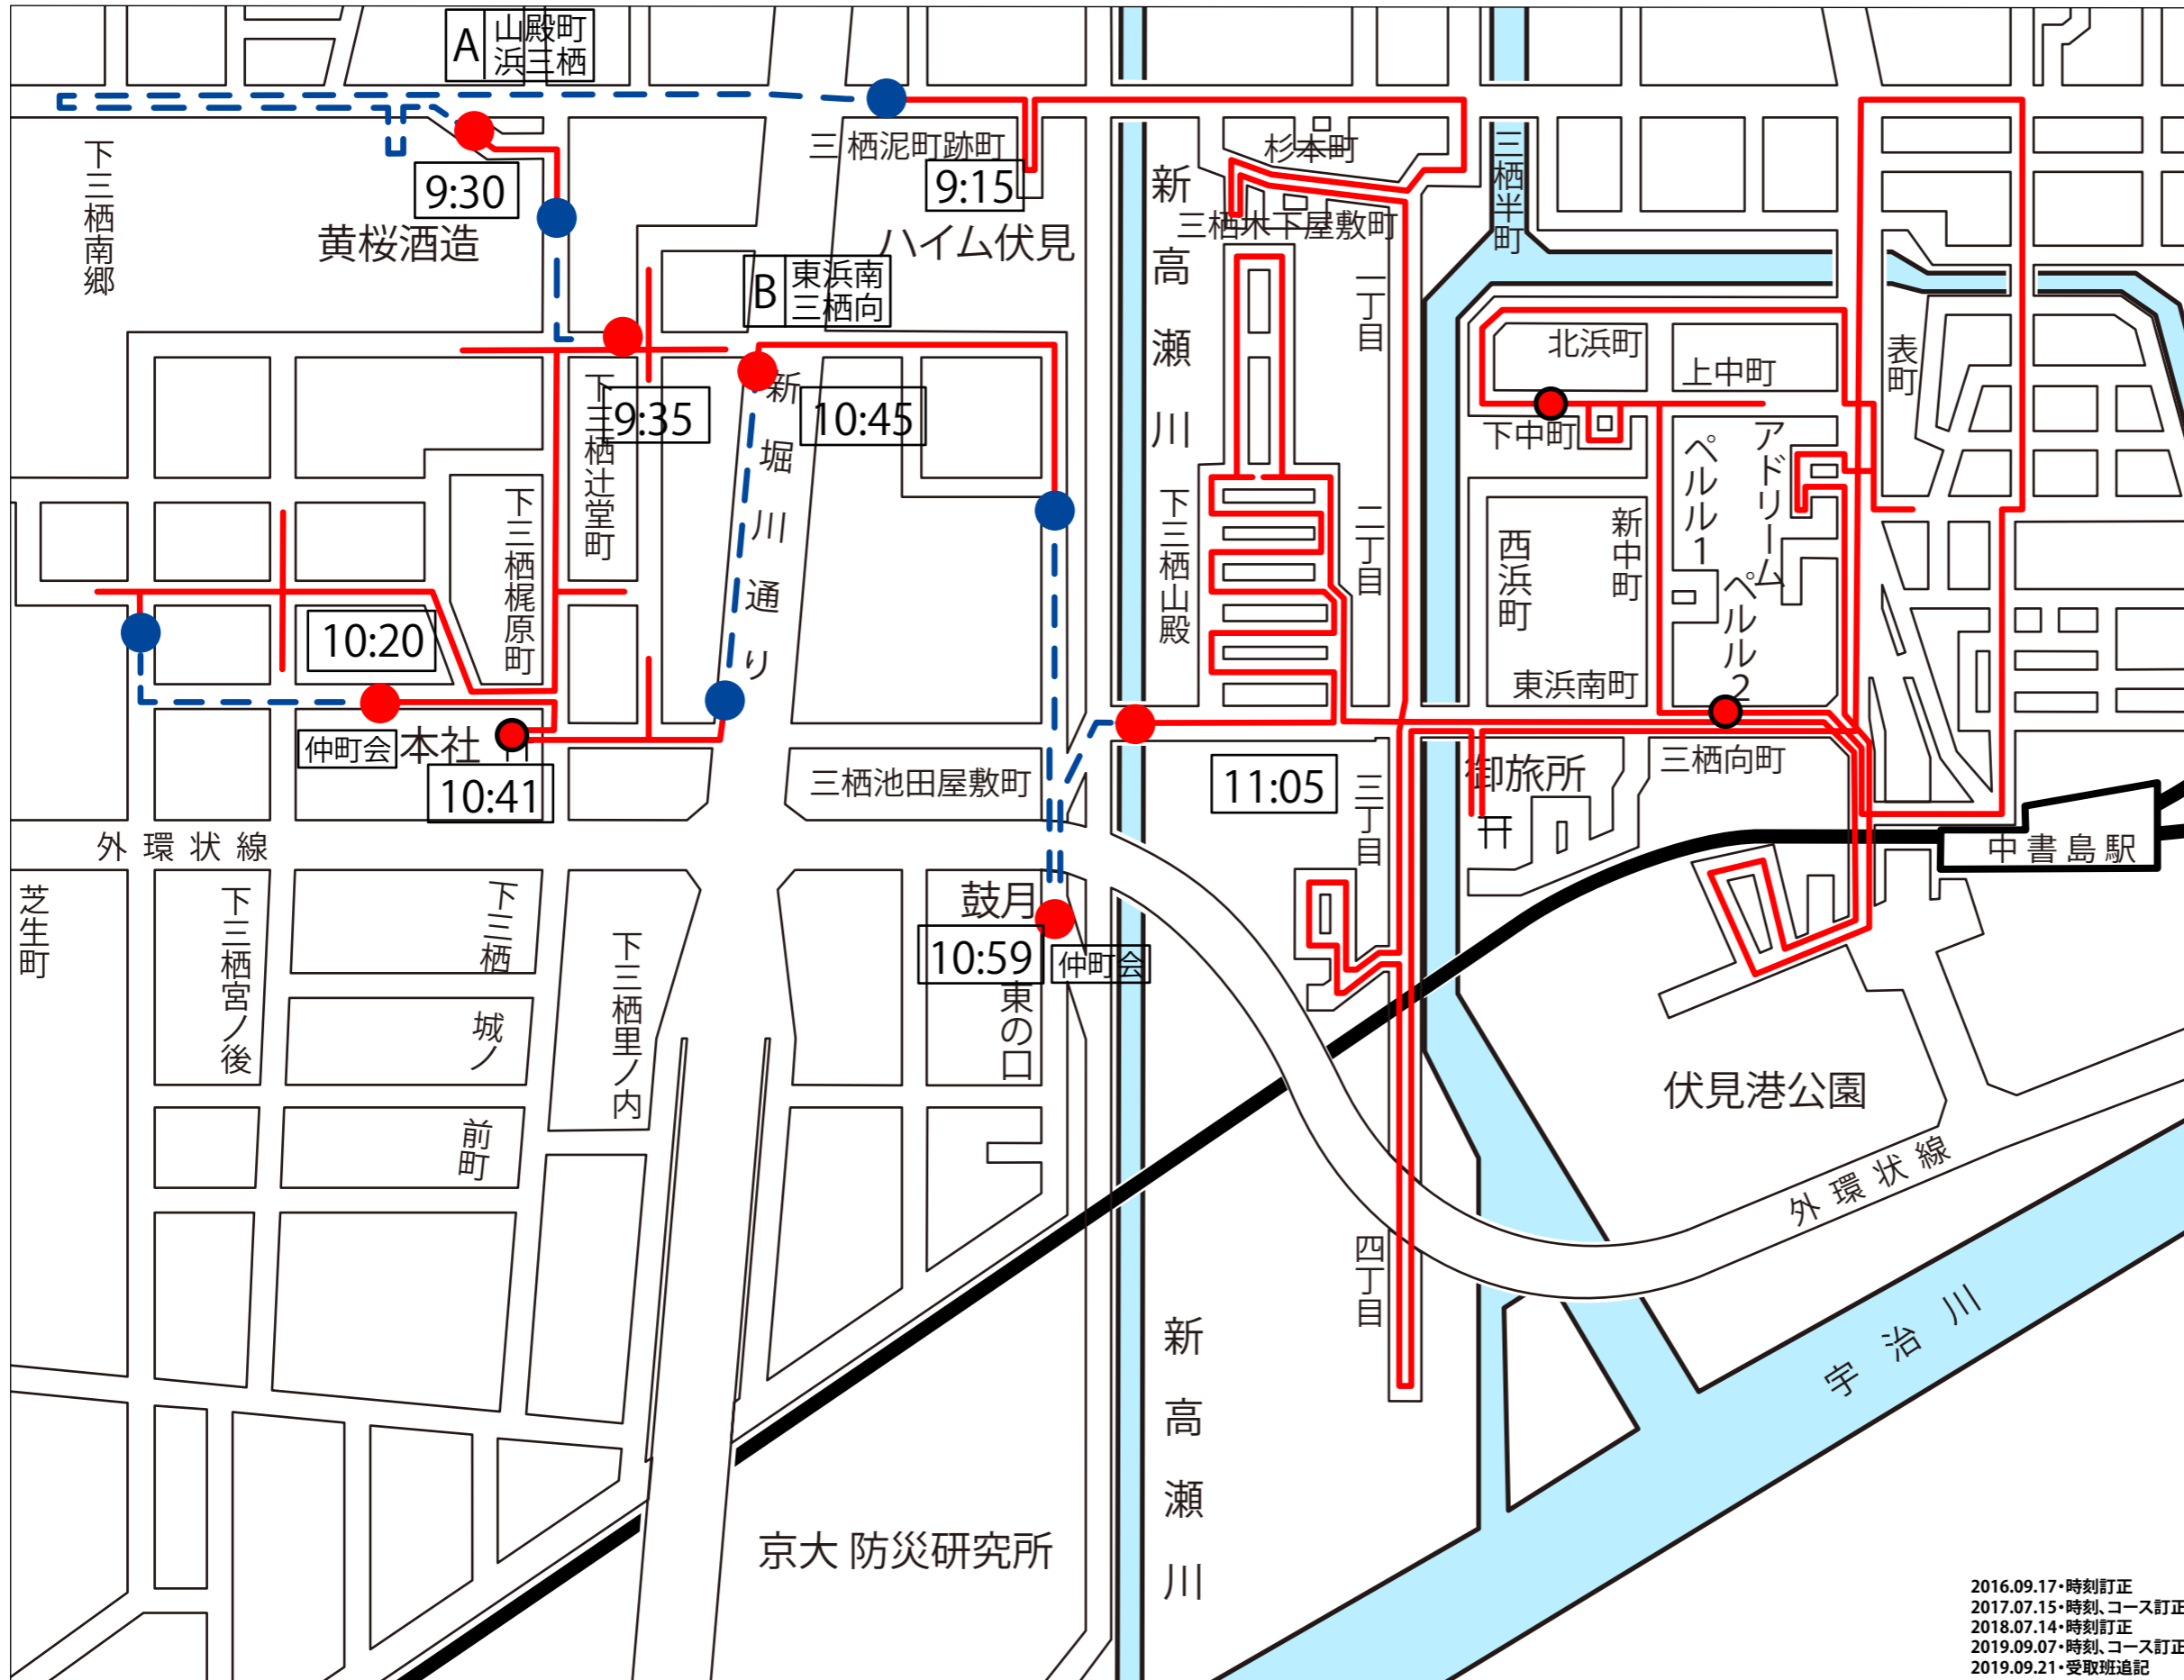 A
山殿町
浜三栖
下三栖南郷
9:30
黄桜酒造
三栖泥町跡町
9:15
ハイム伏見
B
東浜南
三栖向
新高瀬川
杉本町
三栖木下屋敷町
一丁目
三栖半町
北浜町
上中町
表町
9:35
10:45
下三栖辻堂町
新堀川通り
下三栖梶原町
下三栖山殿
二丁目
下中町
西浜町
新中町
ペルル1
アドリーム
ペルル2
東浜南町
10:20
仲町会
本社
10:41
三栖池田屋敷町
11:05
三丁目
御旅所
三栖向町
中書島駅
外環状線
芝生町
下三栖宮ノ後
下三栖
城ノ
前町
下三栖里ノ内
鼓月
10:59
仲町会
東の口
伏見港公園
外環状線
四丁目
宇治川
新高瀬川
京大 防災研究所
2016.09.17・時刻訂正
2017.07.15・時刻、コース訂正
2018.07.14・時刻訂正
2019.09.07・時刻、コース訂正
2019.09.21・受取班追記